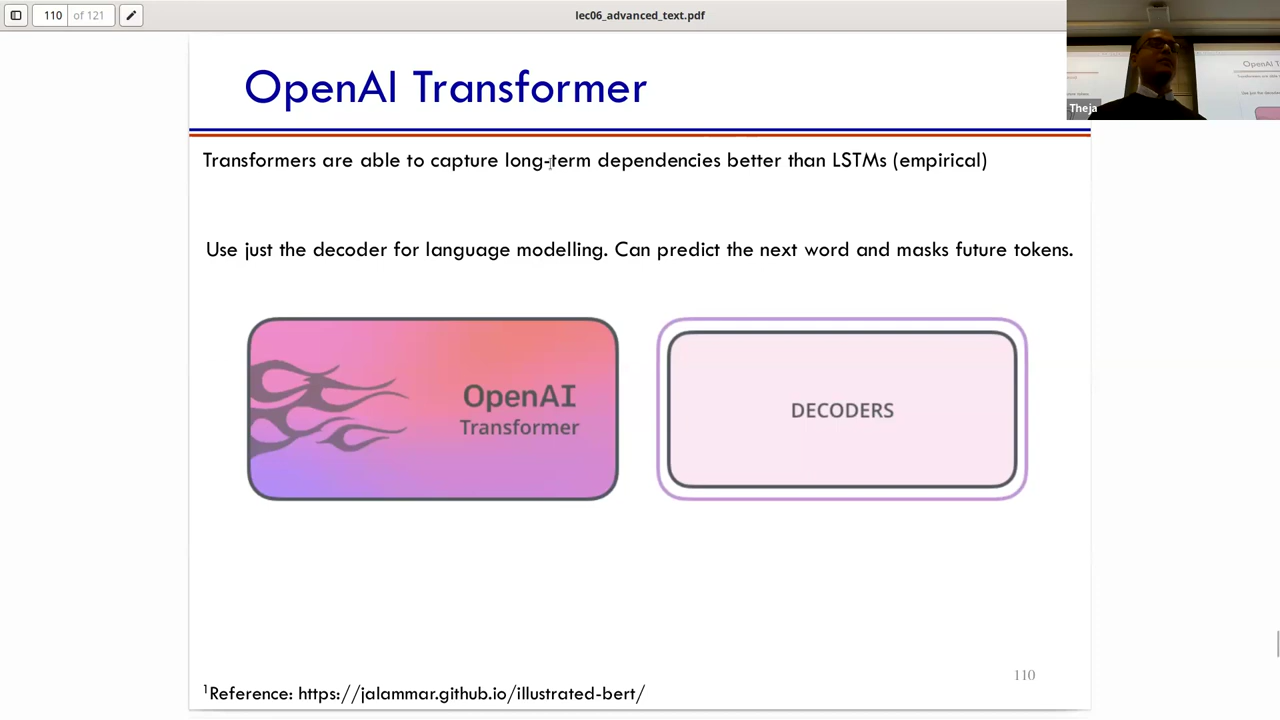 110 of 121
lec06_advanced_text.pdf
Theja
OpenAI Transformer
Transformers are able to capture long-term dependencies better than LSTMs (empirical)
Use just the decoder for language modelling. Can predict the next word and masks future tokens.
OpenAI
Transformer
DECODERS
110
1Reference: https://jalammar.github.io/illustrated-bert/